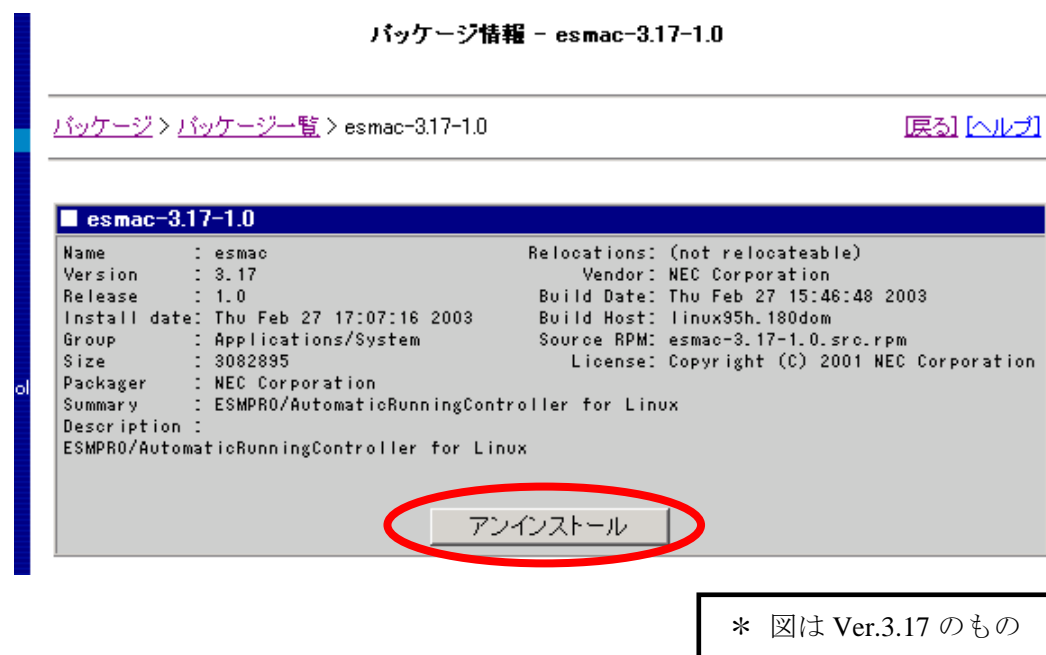 パッケージ情報 - esmac-3.17-1.0
パッケージ > パッケージ一覧 > esmac-3.17-1.0 [戻る] [ヘルプ]
■ esmac-3.17-1.0
Name : esmac Relocations: (not relocateable)
Version : 3.17 Vendor: NEC Corporation
Release : 1.0 Build Date: Thu Feb 27 15:46:48 2003
Install date: Thu Feb 27 17:07:16 2003 Build Host: linux95h.180dom
Group : Applications/System Source RPM: esmac-3.17-1.0.src.rpm
Size : 3082895 License: Copyright (C) 2001 NEC Corporation
ol
Packager : NEC Corporation
Summary : ESMPRO/AutomaticRunningController for Linux
Description :
ESMPRO/AutomaticRunningController for Linux
アンインストール
＊ 図は Ver.3.17 のもの